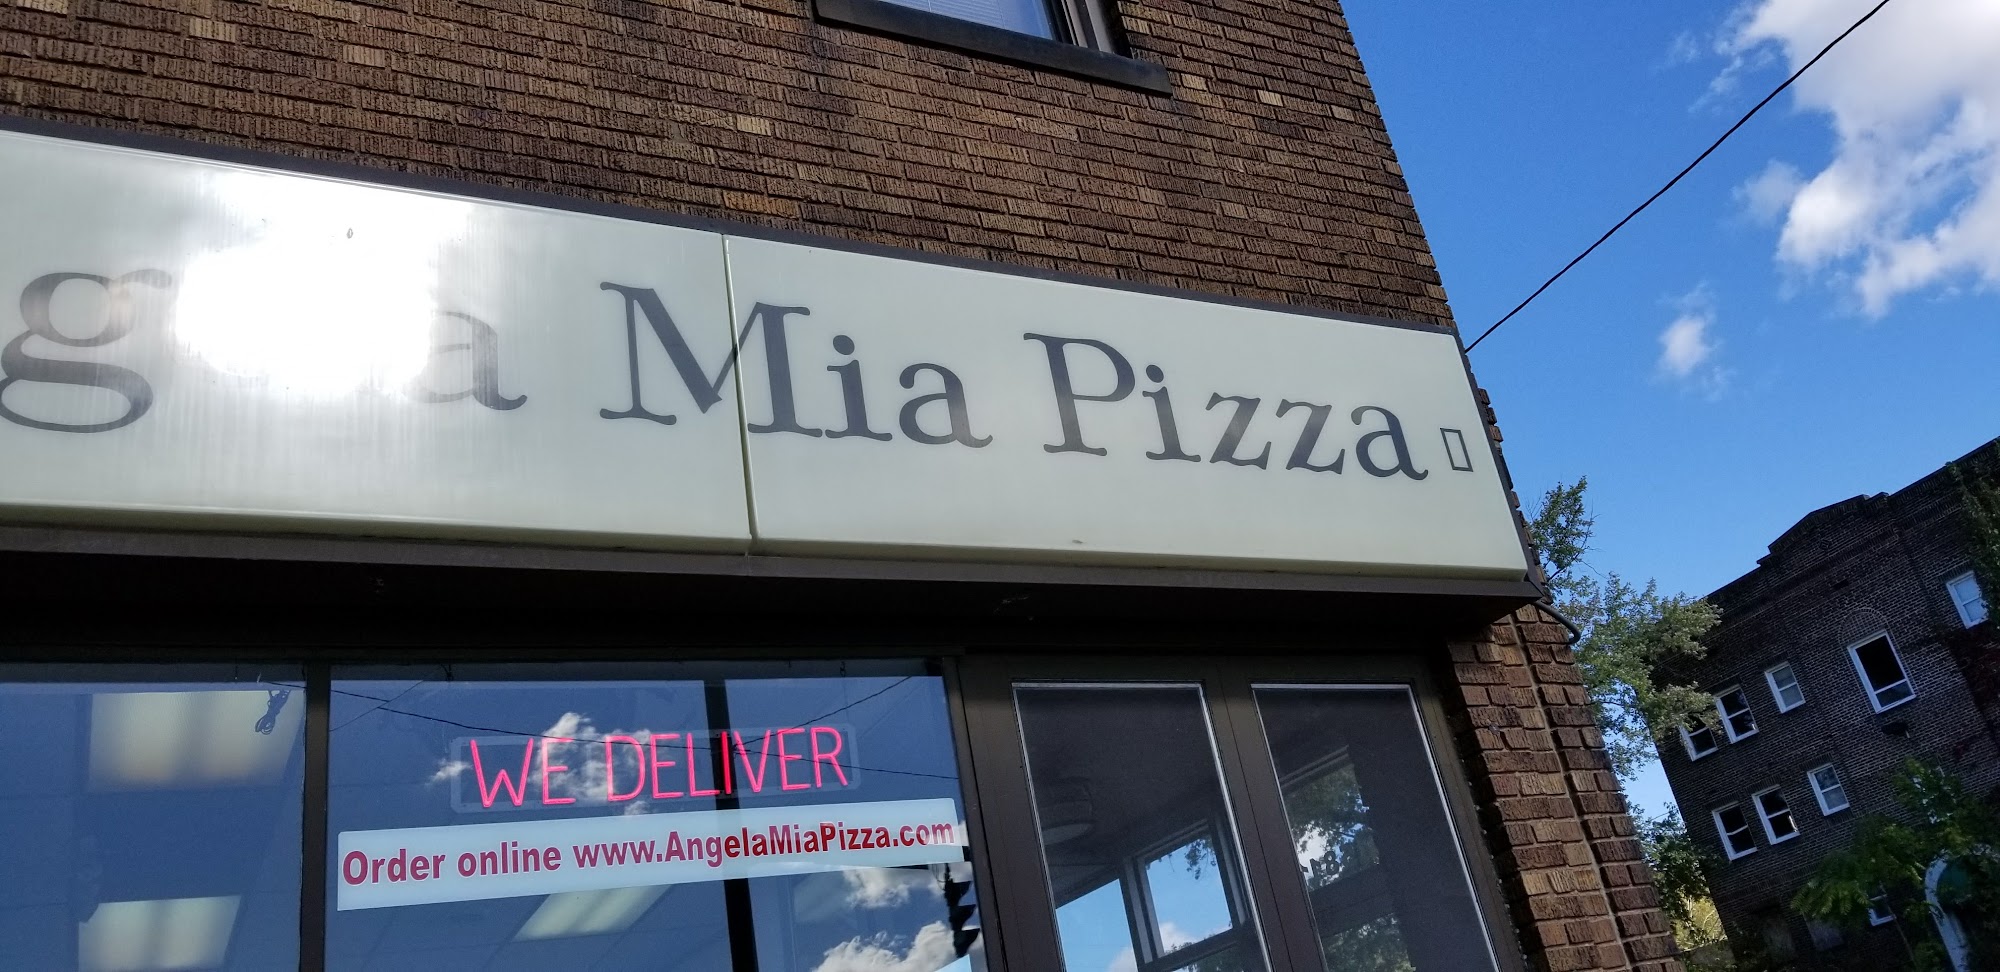 Mia Pizza▯
WE DELIVER
Order online www.AngelaMiaPizza.com